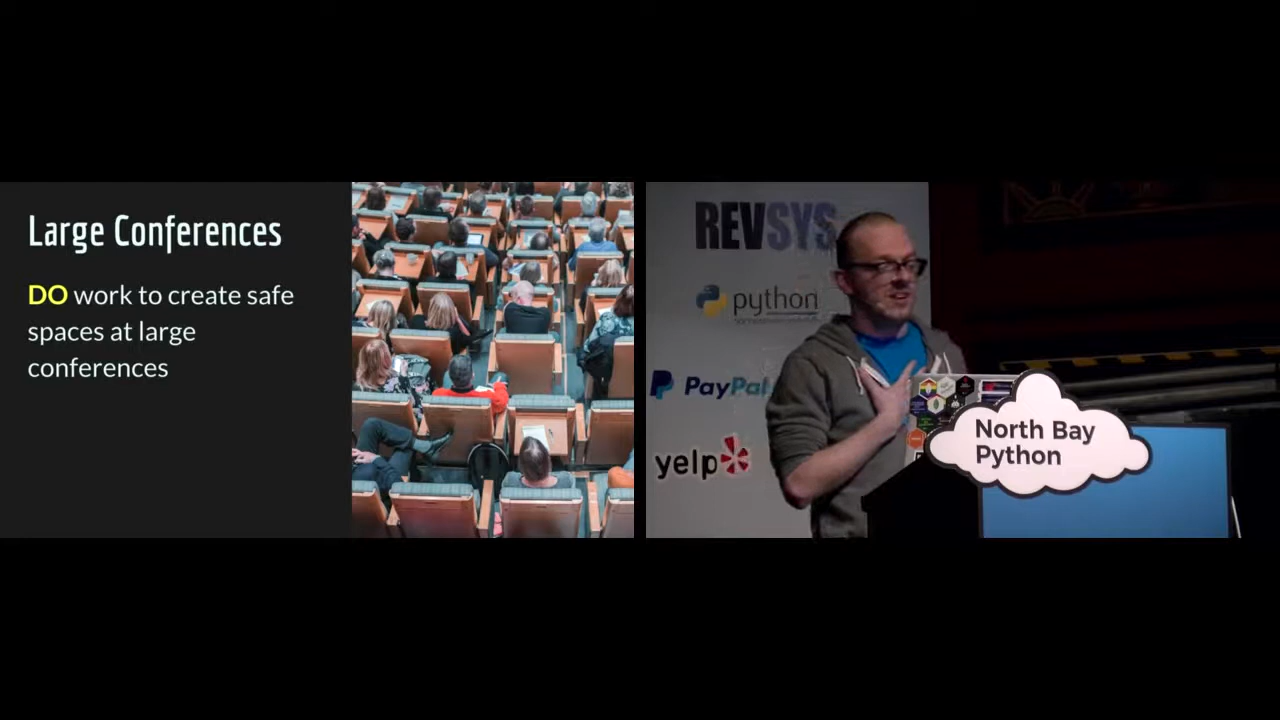 Large Conferences
DO work to create safe
spaces at large
conferences
REVSYS
python
PayPal
yelp
North Bay
Python